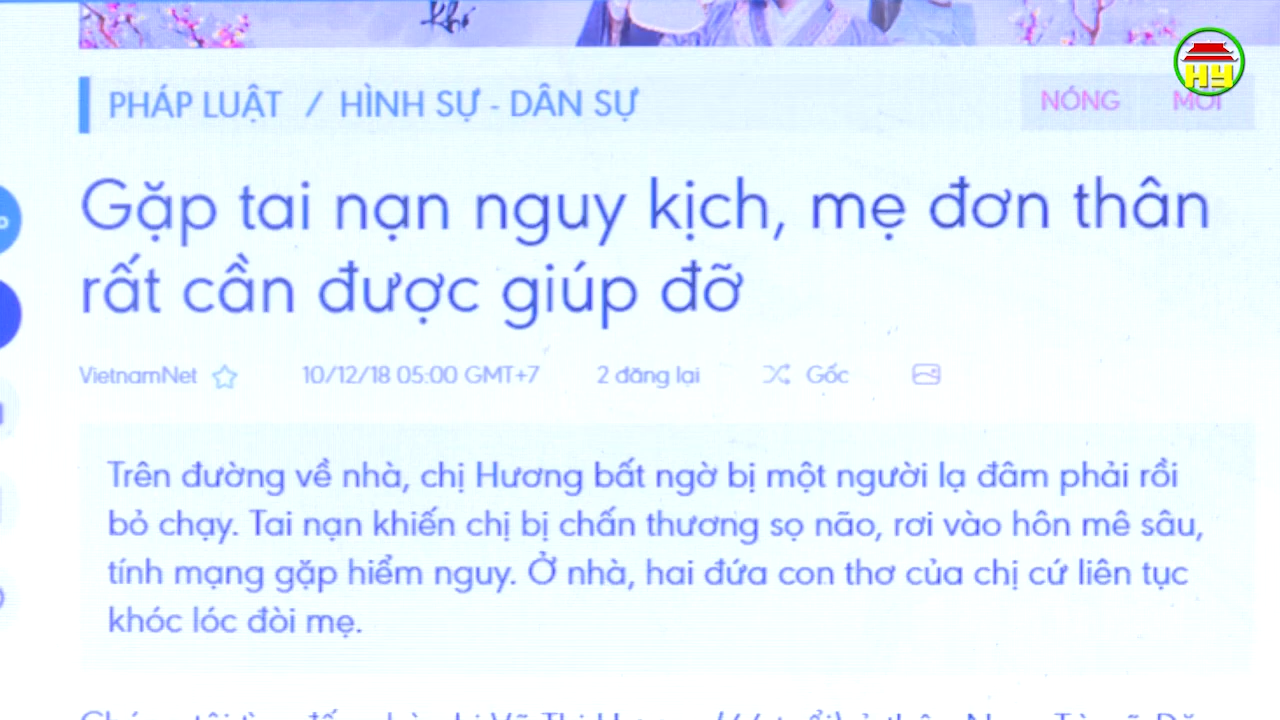 Khí
HY
PHÁP LUẬT / HÌNH SỰ - DÂN SỰ
NÓNG MỚI
Gặp tai nạn nguy kịch, mẹ đơn thân
rất cần được giúp đỡ
VietnamNet 10/12/18 05:00 GMT+7 2 đăng lại Gốc
Trên đường về nhà, chị Hương bất ngờ bị một người lạ đâm phải rồi
bỏ chạy. Tai nạn khiến chị bị chấn thương sọ não, rơi vào hôn mê sâu,
tính mạng gặp hiểm nguy. Ở nhà, hai đứa con thơ của chị cứ liên tục
khóc lóc đòi mẹ.